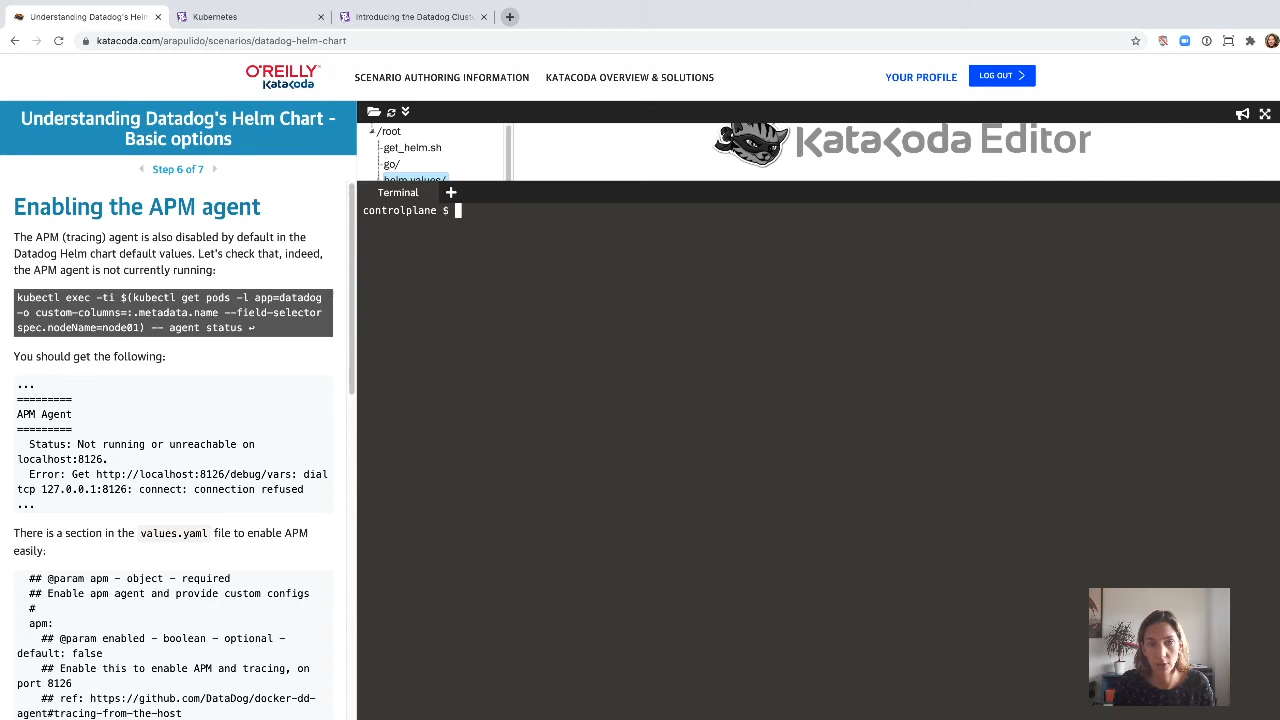 Understanding Datadog's Helm
Kubernetes
Introducing the Datadog Cluste
katacoda.com/arapulido/scenarios/datadog-helm-chart
O'REILLY
Katacoda
SCENARIO AUTHORING INFORMATION
KATACODA OVERVIEW & SOLUTIONS
YOUR PROFILE
LOG OUT
Understanding Datadog's Helm Chart -
Basic options
Step 6 of 7
Enabling the APM agent
The APM (tracing) agent is also disabled by default in the
Datadog Helm chart default values. Let's check that, indeed,
the APM agent is not currently running:
kubectl exec -ti $(kubectl get pods -l app=datadog
-o custom-columns=:.metadata.name --field-selector
spec.nodeName=node01) -- agent status ↩
You should get the following:
...
=========
APM Agent
=========
Status: Not running or unreachable on
localhost:8126.
Error: Get http://localhost:8126/debug/vars: dial
tcp 127.0.0.1:8126: connect: connection refused
...
There is a section in the values.yaml file to enable APM
easily:
## @param apm - object - required
## Enable apm agent and provide custom configs
#
apm:
## @param enabled - boolean - optional -
default: false
## Enable this to enable APM and tracing, on
port 8126
## ref: https://github.com/DataDog/docker-dd-
agent#tracing-from-the-host
/root
get_helm.sh
go/
helm.values/
Katacoda Editor
Terminal
controlplane $